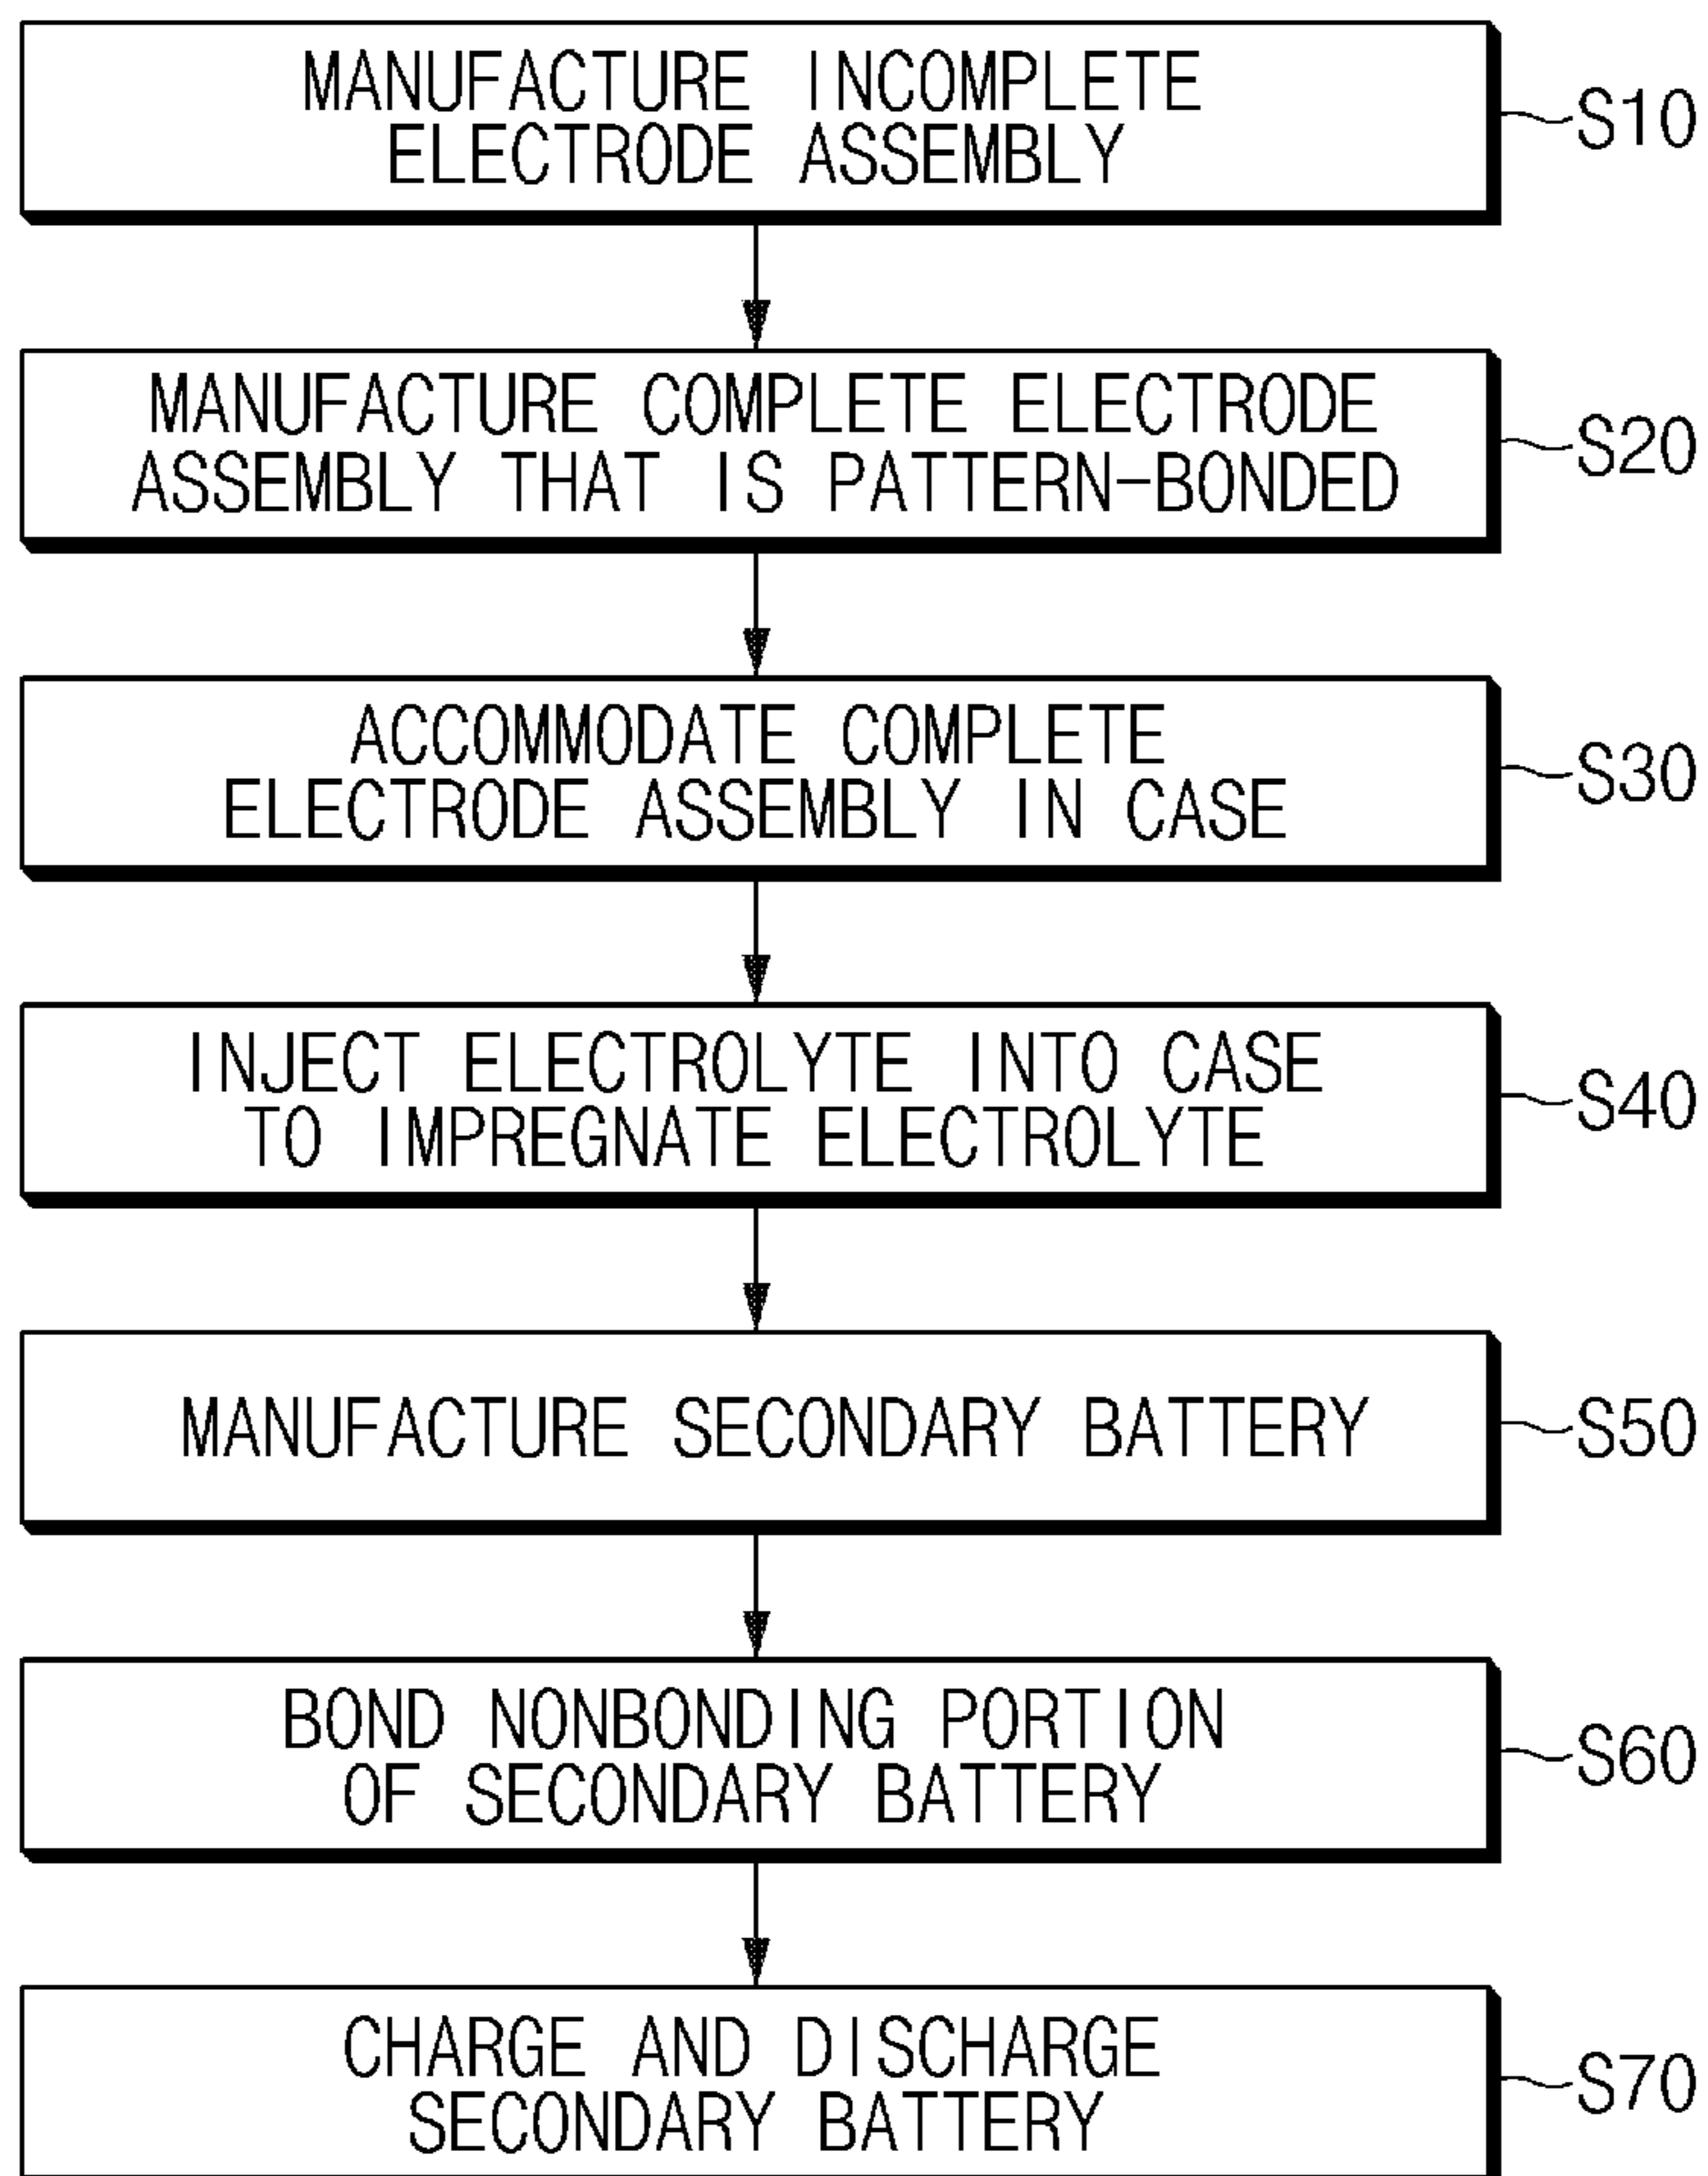 MANUFACTURE INCOMPLETE
ELECTRODE ASSEMBLY
S10
MANUFACTURE COMPLETE ELECTRODE
ASSEMBLY THAT IS PATTERN-BONDED
S20
ACCOMMODATE COMPLETE
ELECTRODE ASSEMBLY IN CASE
S30
INJECT ELECTROLYTE INTO CASE
TO IMPREGNATE ELECTROLYTE
S40
MANUFACTURE SECONDARY BATTERY
S50
BOND NONBONDING PORTION
OF SECONDARY BATTERY
S60
CHARGE AND DISCHARGE
SECONDARY BATTERY
S70